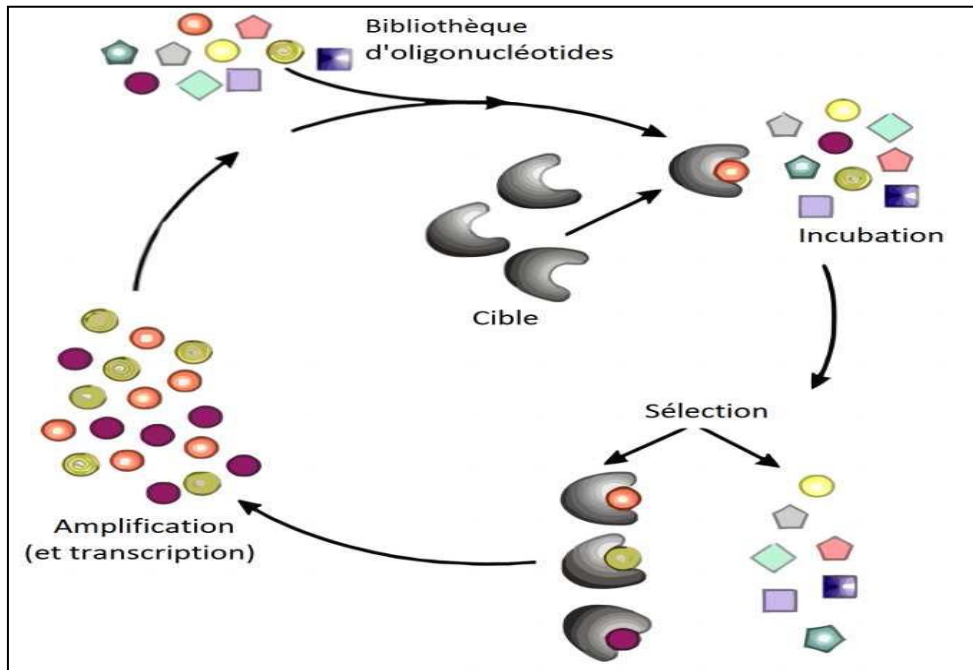 Bibliothèque
d'oligonucléotides
Incubation
Cible
Sélection
Amplification
(et transcription)